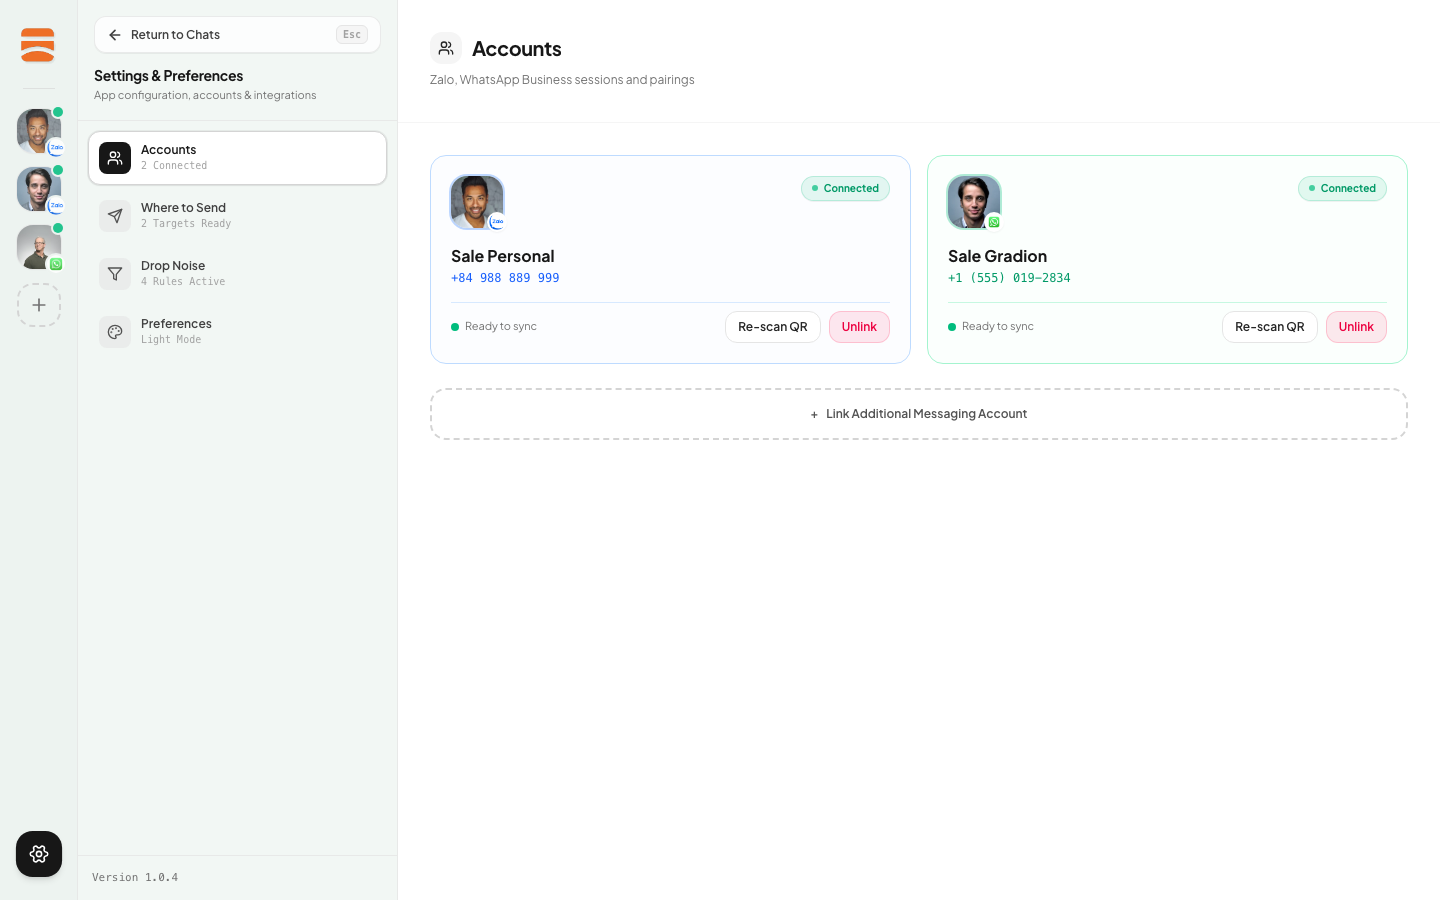 Return to Chats
Esc
Settings & Preferences
App configuration, accounts & integrations
Accounts
2 Connected
Where to Send
2 Targets Ready
Drop Noise
4 Rules Active
Preferences
Light Mode
Version 1.0.4
Accounts
Zalo, WhatsApp Business sessions and pairings
Zalo
Zalo
Zalo
Connected
Sale Personal
+84 988 889 999
Ready to sync
Re-scan QR
Unlink
Connected
Sale Gradion
+1 (555) 019-2834
Ready to sync
Re-scan QR
Unlink
+ Link Additional Messaging Account